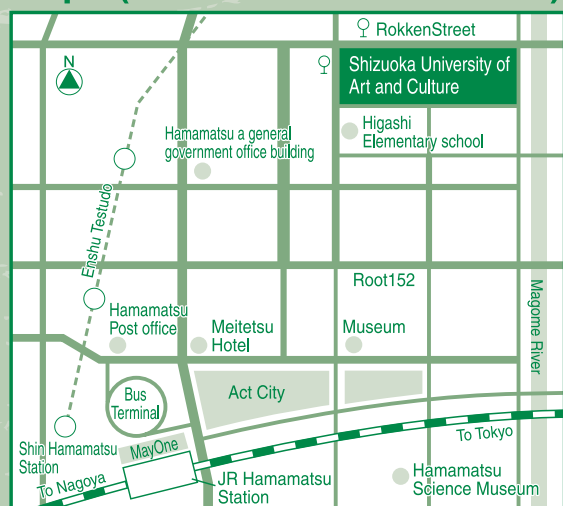 RokkenStreet
N
Shizuoka University of
Art and Culture
Higashi
Elementary school
Hamamatsu a general
government office building
Enshu Testudo
Root152
Magome River
Hamamatsu
Post office
Meitetsu
Hotel
Museum
Act City
Bus
Terminal
Shin Hamamatsu
Station
MayOne
To Tokyo
To Nagoya
JR Hamamatsu
Station
Hamamatsu
Science Museum